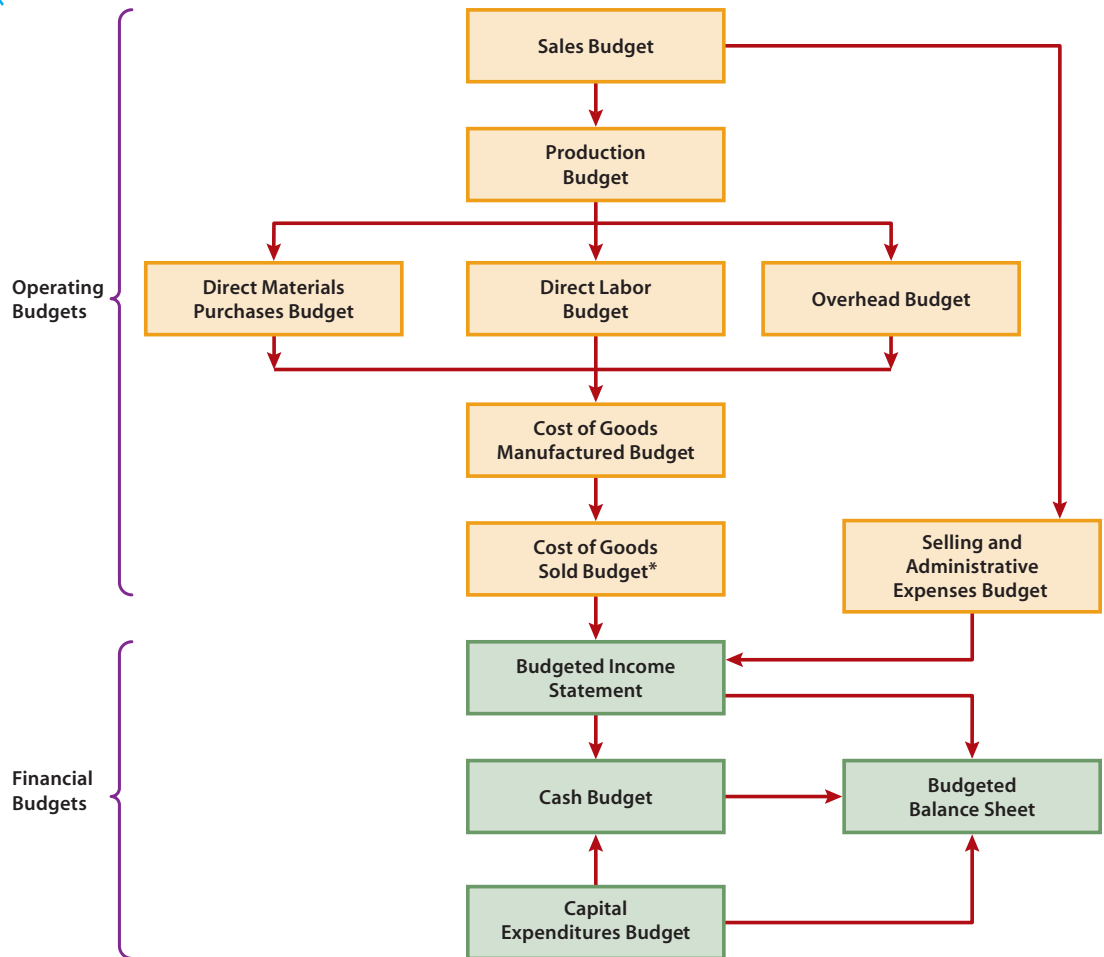 Sales Budget
Production
Budget
Operating
Budgets
Direct Materials
Purchases Budget
Direct Labor
Budget
Overhead Budget
Cost of Goods
Manufactured Budget
Cost of Goods
Sold Budget*
Selling and
Administrative
Expenses Budget
Budgeted Income
Statement
Financial
Budgets
Cash Budget
Budgeted
Balance Sheet
Capital
Expenditures Budget